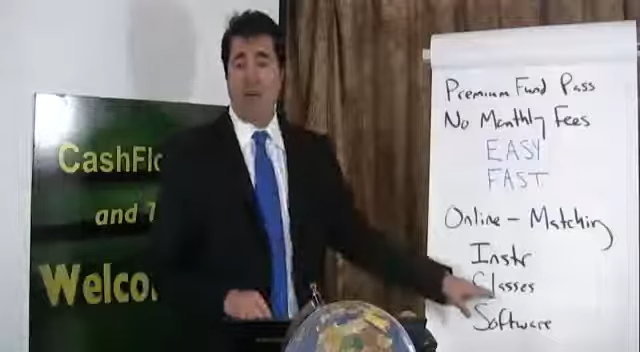 CashFlo
and T
Welco
Premium Fund Pass
No Monthly Fees
EASY
FAST
Online - Matching
Instr
Classes
Software